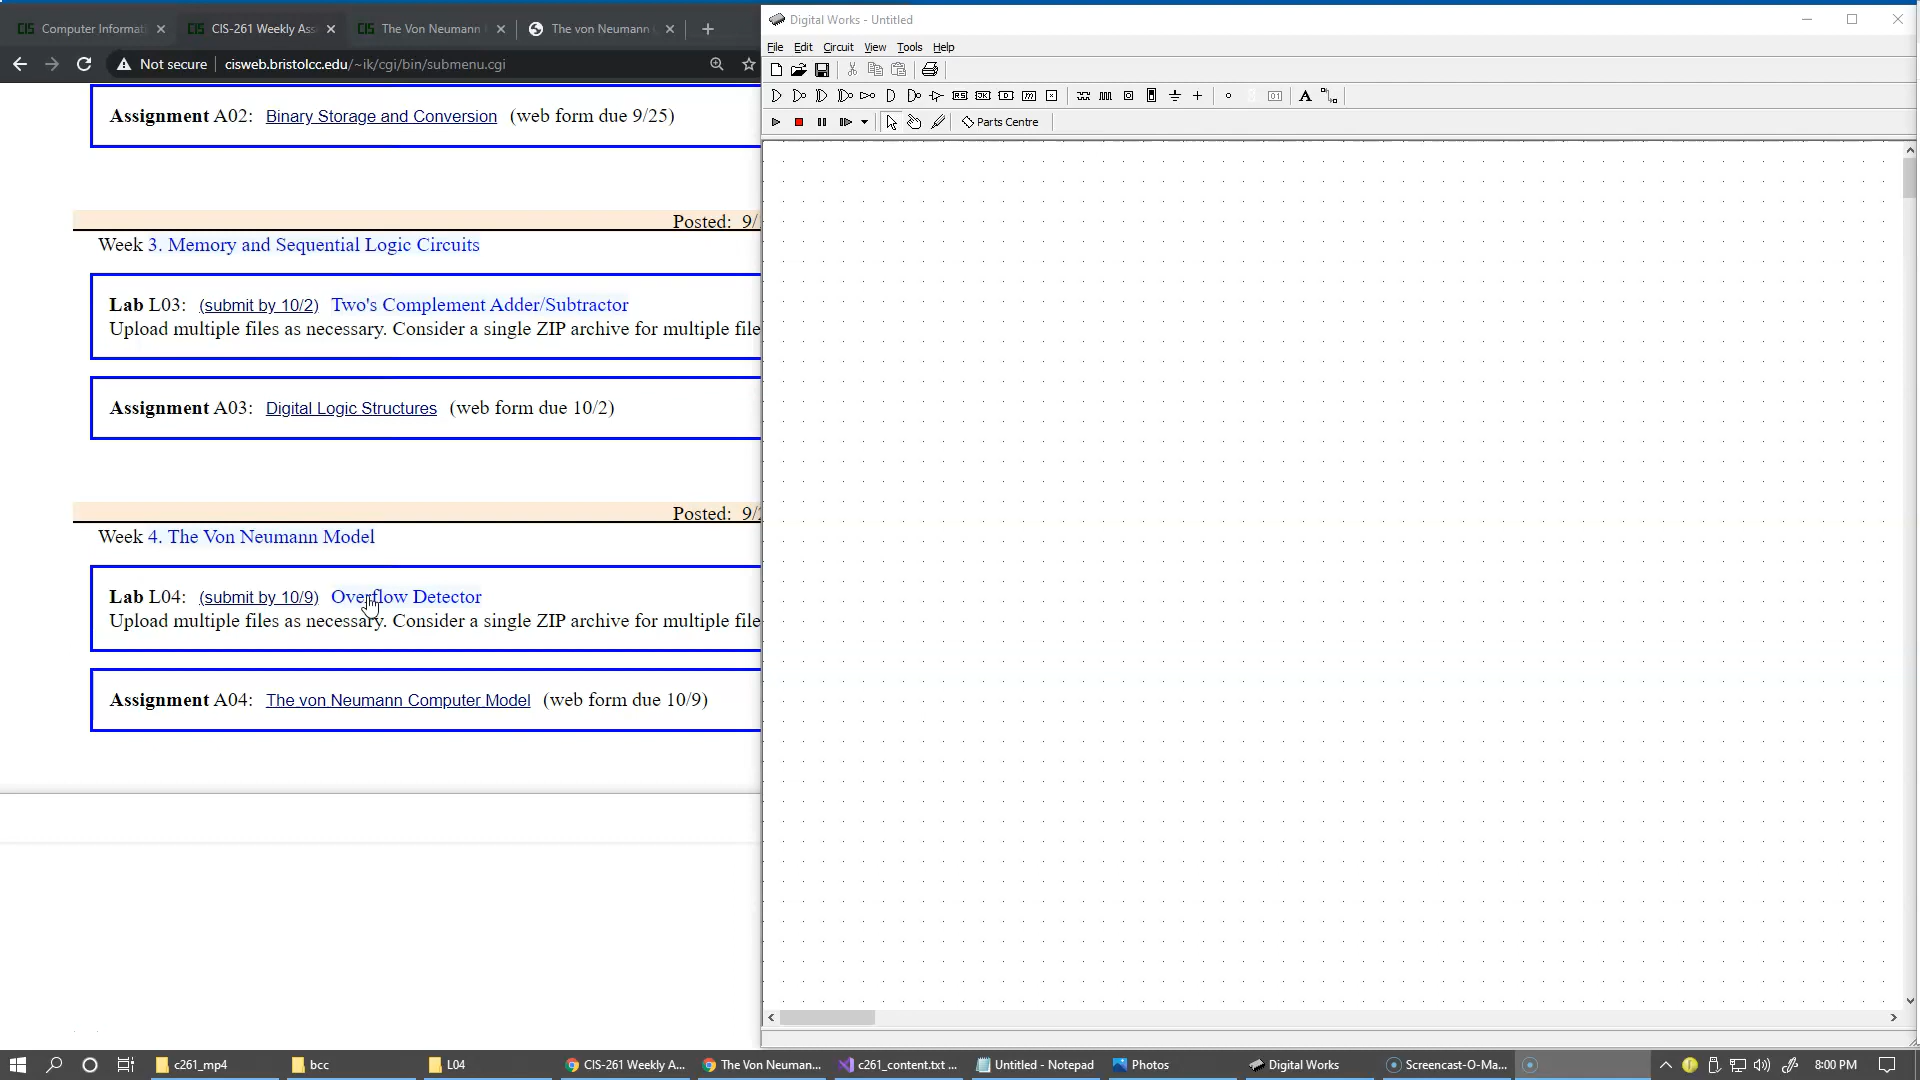 Computer Informat
CIS-261 Weekly Ass
The Von Neumann
The von Neumann
Not secure
cisweb.bristolcc.edu/~ik/cgi/bin/submenu.cgi
Assignment A02: Binary Storage and Conversion (web form due 9/25)
Posted: 9/
Week 3. Memory and Sequential Logic Circuits
Lab L03: (submit by 10/2) Two's Complement Adder/Subtractor
Upload multiple files as necessary. Consider a single ZIP archive for multiple file
Assignment A03: Digital Logic Structures (web form due 10/2)
Posted: 9/2
Week 4. The Von Neumann Model
Lab L04: (submit by 10/9) Overflow Detector
Upload multiple files as necessary. Consider a single ZIP archive for multiple file
Assignment A04: The von Neumann Computer Model (web form due 10/9)
Digital Works - Untitled
File Edit Circuit View Tools Help
Parts Centre
c261_mp4
bcc
L04
CIS-261 Weekly A...
The Von Neuman...
c261_content.txt ...
Untitled - Notepad
Photos
Digital Works
Screencast-O-Ma...
8:00 PM